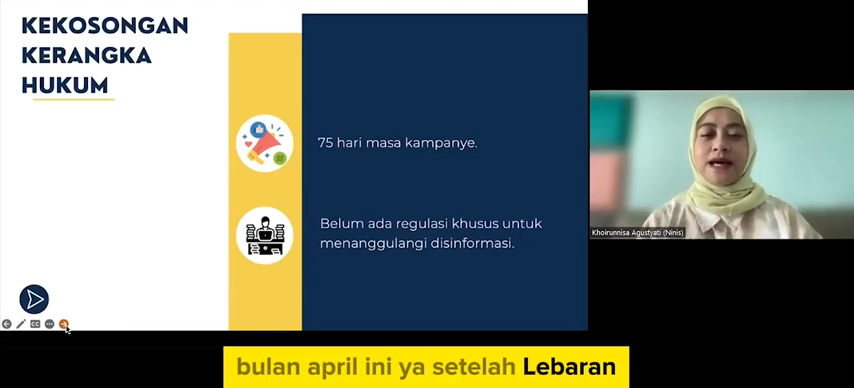 KEKOSONGAN
KERANGKA
HUKUM
75 hari masa kampanye.
Belum ada regulasi khusus untuk
menanggulangi disinformasi.
Khoirunnisa Agustyati (Ninis)
CC
bulan april ini ya setelah Lebaran